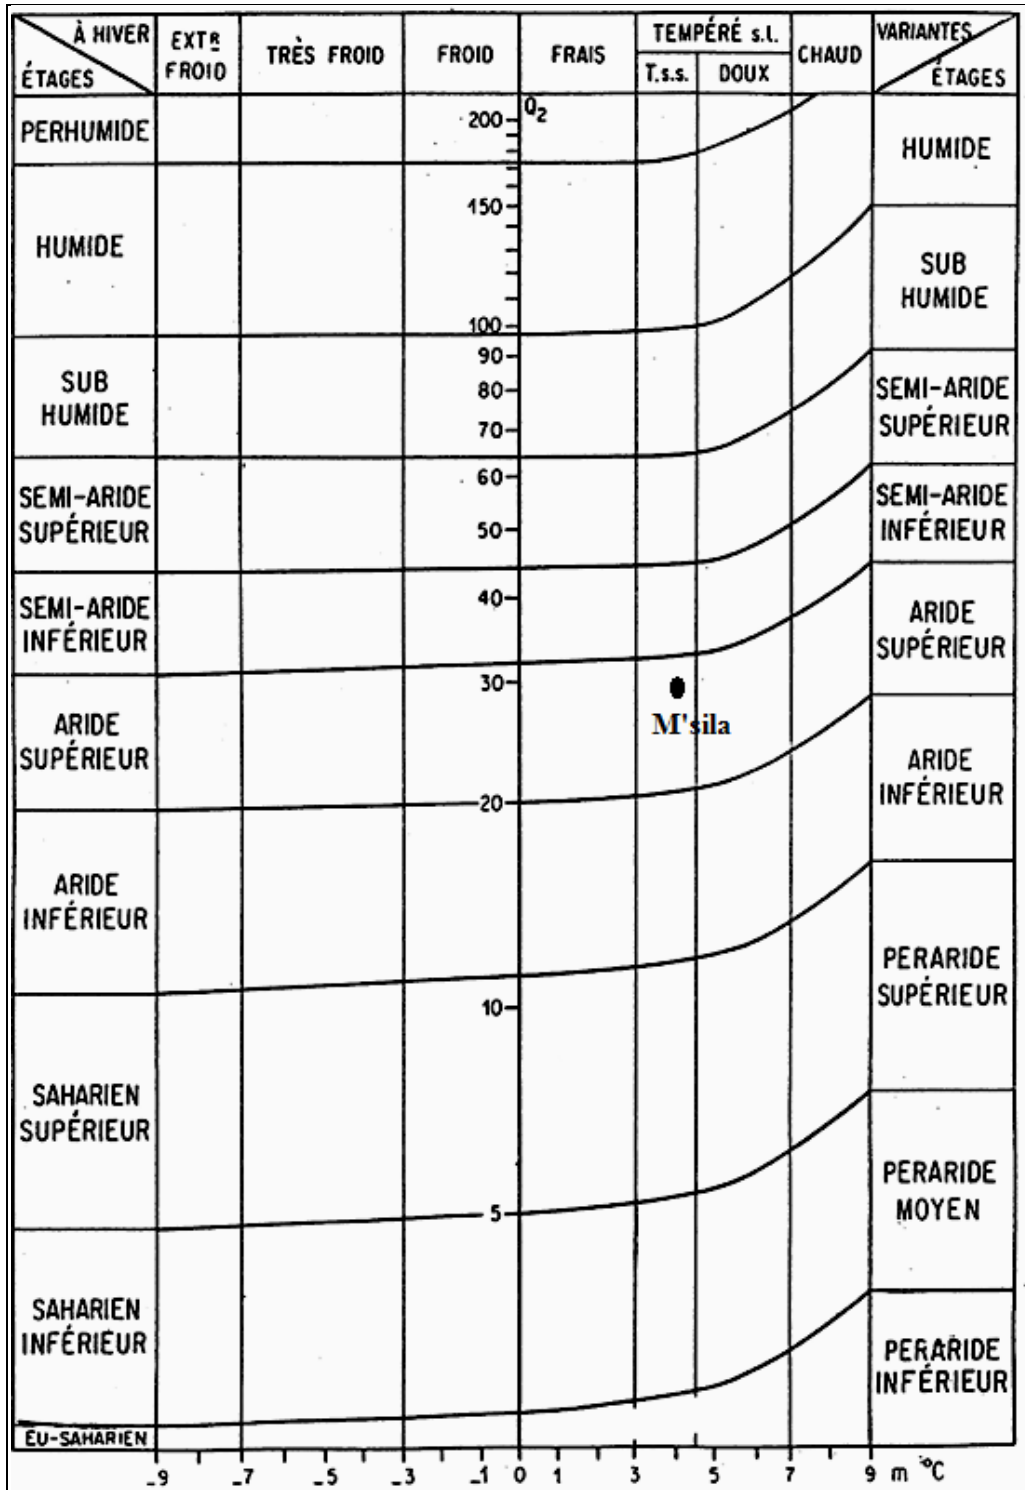 À HIVER
ÉTAGES
EXTR
FROID
TRÈS FROID
FROID
FRAIS
TEMPÉRÉ s.l.
T.s.s.
DOUX
CHAUD
VARIANTES
ÉTAGES
PERHUMIDE
HUMIDE
SUB
HUMIDE
SEMI-ARIDE
SUPÉRIEUR
SEMI-ARIDE
INFÉRIEUR
ARIDE
SUPÉRIEUR
ARIDE
INFÉRIEUR
SAHARIEN
SUPÉRIEUR
SAHARIEN
INFÉRIEUR
EU-SAHARIEN
Q2
200
150
100
90
80
70
60
50
40
30
20
10
5
M'sila
HUMIDE
SUB
HUMIDE
SEMI-ARIDE
SUPÉRIEUR
SEMI-ARIDE
INFÉRIEUR
ARIDE
SUPÉRIEUR
ARIDE
INFÉRIEUR
PERARIDE
SUPÉRIEUR
PERARIDE
MOYEN
PERARIDE
INFÉRIEUR
-9 -7 -5 -3 -1 0 1 3 5 7 9 m °C